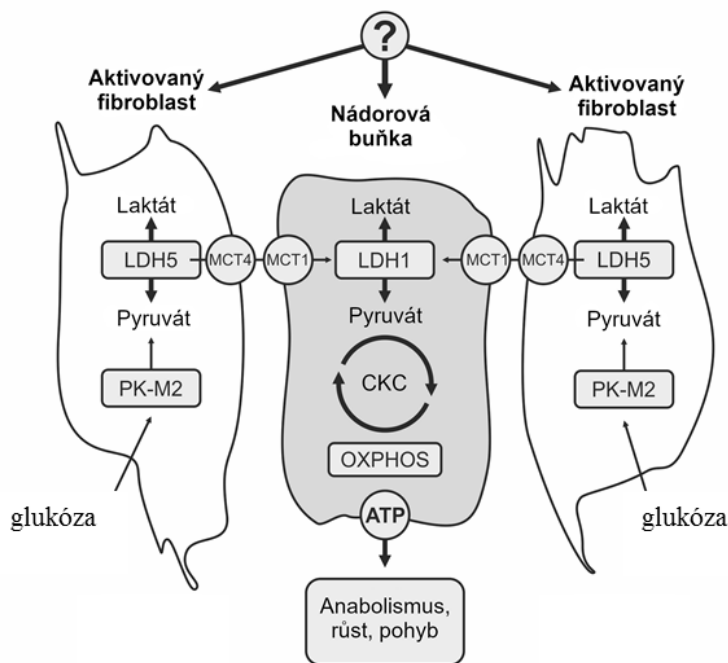 ?
Aktivovaný
fibroblast
Nádorová
buňka
Aktivovaný
fibroblast
Laktát
LDH5
Pyruvát
PK-M2
glukóza
MCT4
MCT1
Laktát
LDH1
Pyruvát
CKC
OXPHOS
ATP
Anabolismus,
růst, pohyb
MCT1
MCT4
Laktát
LDH5
Pyruvát
PK-M2
glukóza